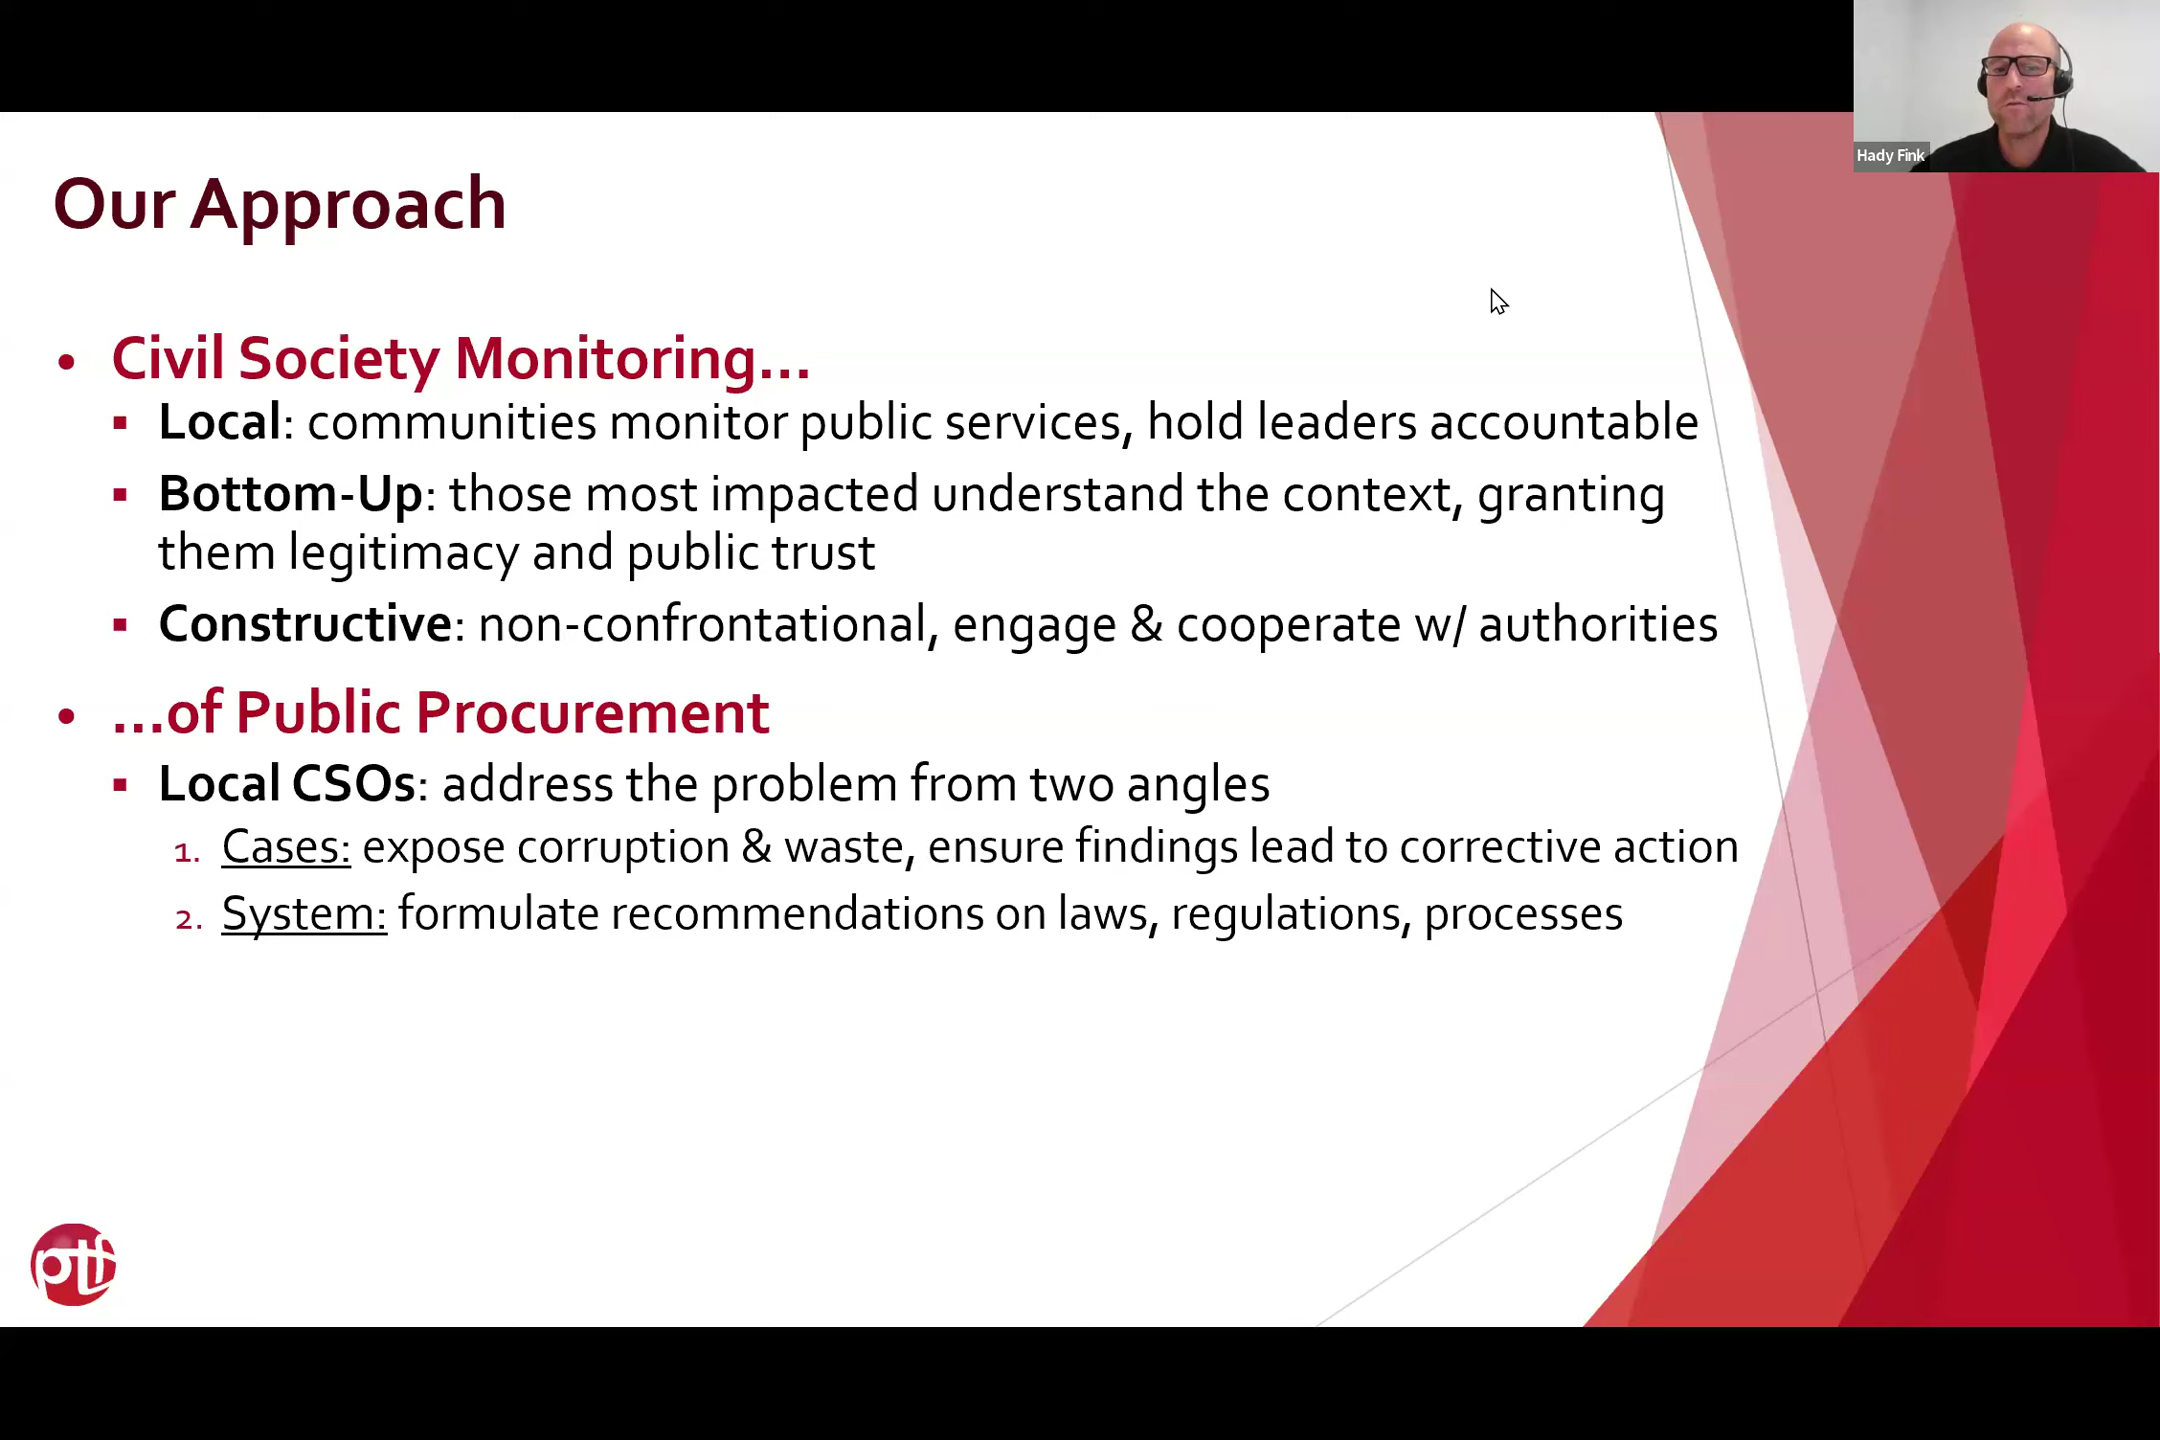 Hady Fink
Our Approach
• Civil Society Monitoring...
▪ Local: communities monitor public services, hold leaders accountable
▪ Bottom-Up: those most impacted understand the context, granting
them legitimacy and public trust
▪ Constructive: non-confrontational, engage & cooperate w/ authorities
• ...of Public Procurement
▪ Local CSOs: address the problem from two angles
1. Cases: expose corruption & waste, ensure findings lead to corrective action
2. System: formulate recommendations on laws, regulations, processes
ptf